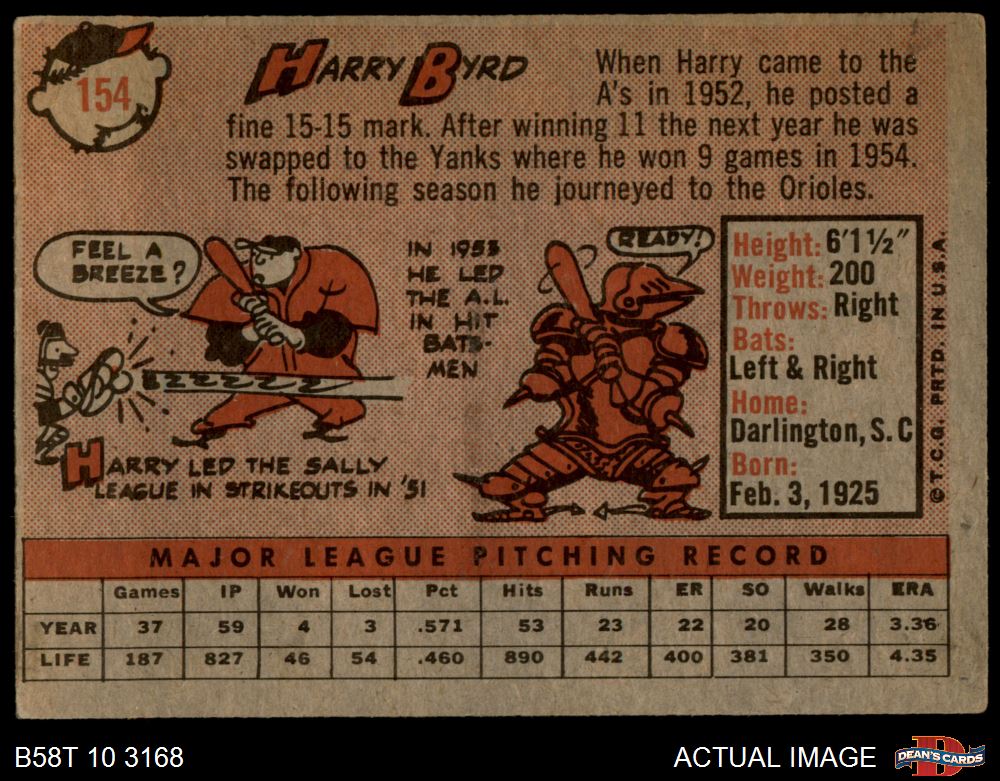 154
HARRY BYRD
When Harry came to the
A's in 1952, he posted a
fine 15-15 mark. After winning 11 the next year he was
swapped to the Yanks where he won 9 games in 1954.
The following season he journeyed to the Orioles.
FEEL A
BREEZE?
IN 1953
HE LED
THE A.L.
IN HIT
BATS-
MEN
READY!
HARRY LED THE SALLY
LEAGUE IN STRIKEOUTS IN '51
Height: 6'1½"
Weight: 200
Throws: Right
Bats:
Left & Right
Home:
Darlington, S. C
Born:
Feb. 3, 1925
©T.C.G. PRTD. IN U.S.A.
MAJOR LEAGUE PITCHING RECORD
Games IP Won Lost Pct Hits Runs ER SO Walks ERA
YEAR 37 59 4 3 .571 53 23 22 20 28 3.36
LIFE 187 827 46 54 .460 890 442 400 381 350 4.35
B58T 10 3168
ACTUAL IMAGE
D
DEAN'S CARDS